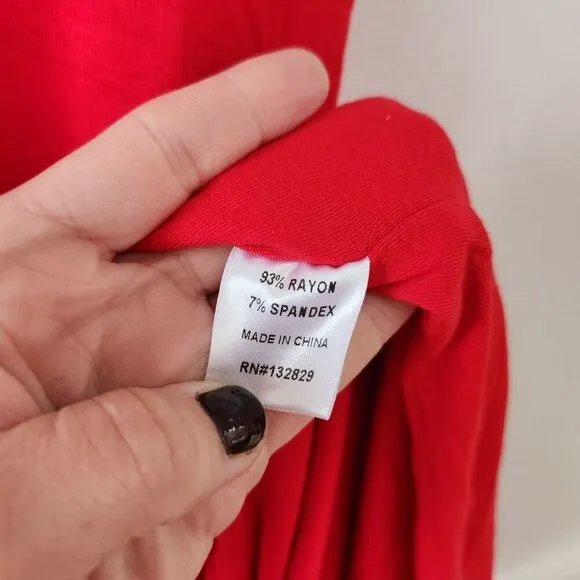 93% RAYON
7% SPANDEX
MADE IN CHINA
RN#132829